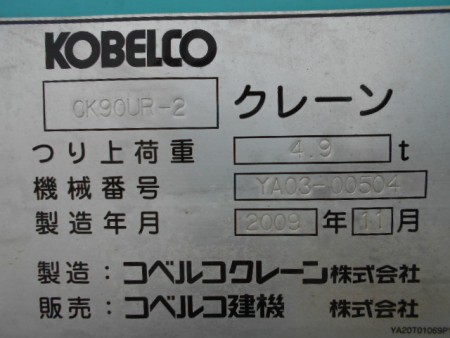 KOBELCO
CK90UR-2 クレーン
つり上荷重 4.9 t
機械番号 YA03-00504
製造年月 2009 年 11 月
製造：コベルコクレーン株式会社
販売：コベルコ建機 株式会社
YA20T01069P1